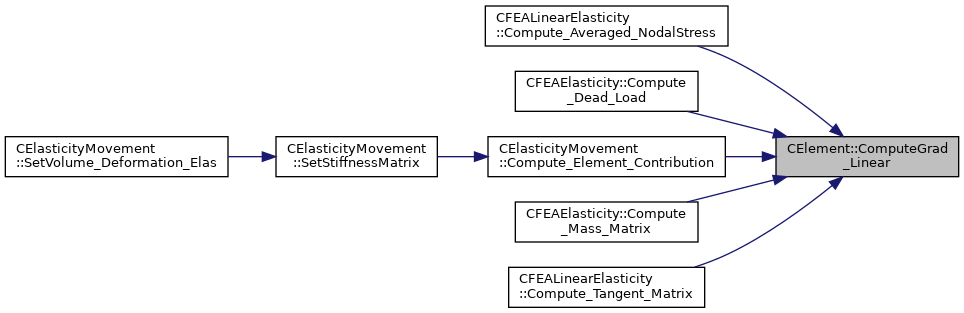 CFEALinearElasticity
::Compute_Averaged_NodalStress
CFEAElasticity::Compute
_Dead_Load
CElasticityMovement
::SetVolume_Deformation_Elas
CElasticityMovement
::SetStiffnessMatrix
CElasticityMovement
::Compute_Element_Contribution
CElement::ComputeGrad
_Linear
CFEAElasticity::Compute
_Mass_Matrix
CFEALinearElasticity
::Compute_Tangent_Matrix